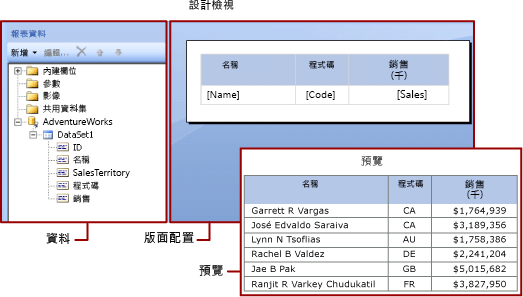 設計檢視
報表資料
新增 編輯...
內建欄位
參數
影像
共用資料集
AdventureWorks
DataSet1
ID
名稱
SalesTerritory
程式碼
銷售
名稱 程式碼 銷售
(千)
[Name] [Code] [Sales]
預覽
名稱 程式碼 銷售
(千)
Garrett R Vargas CA $1,764,939
José Edvaldo Saraiva CA $3,189,356
Lynn N Tsoflias AU $1,758,386
Rachel B Valdez DE $2,241,204
Jae B Pak GB $5,015,682
Ranjit R Varkey Chudukatil FR $3,827,950
資料
版面配置
預覽